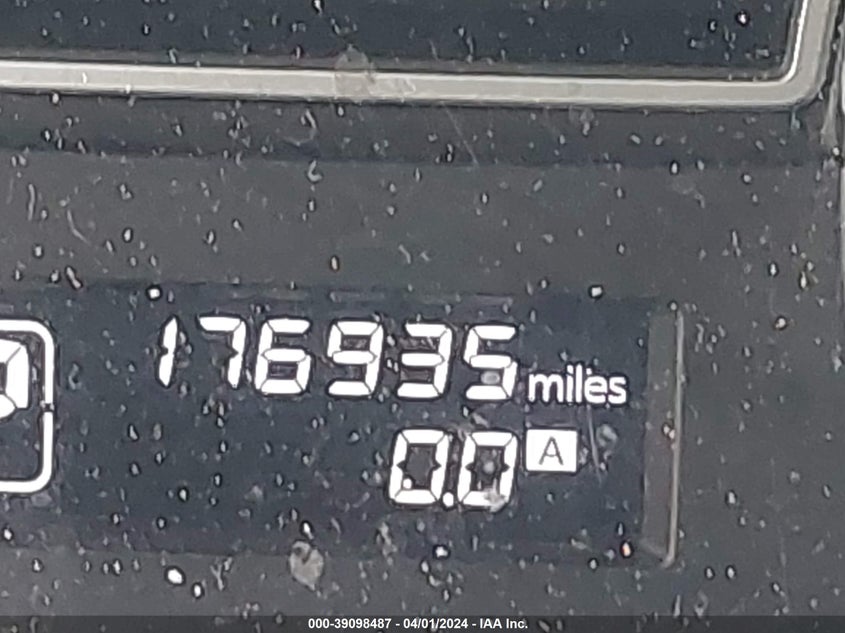 176935 miles
0.0 A
000-39098487 - 04/01/2024 - IAA Inc.